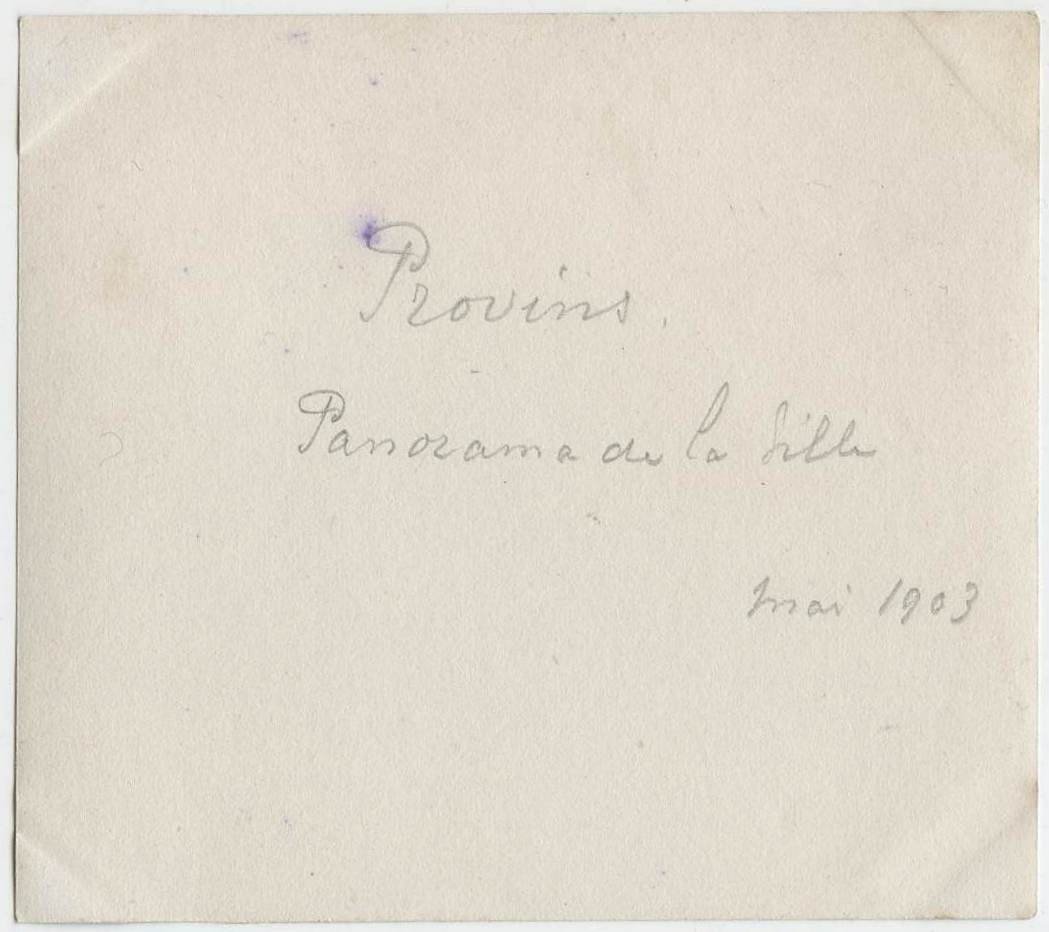 Provins.
Panorama de la Ville
mai 1903